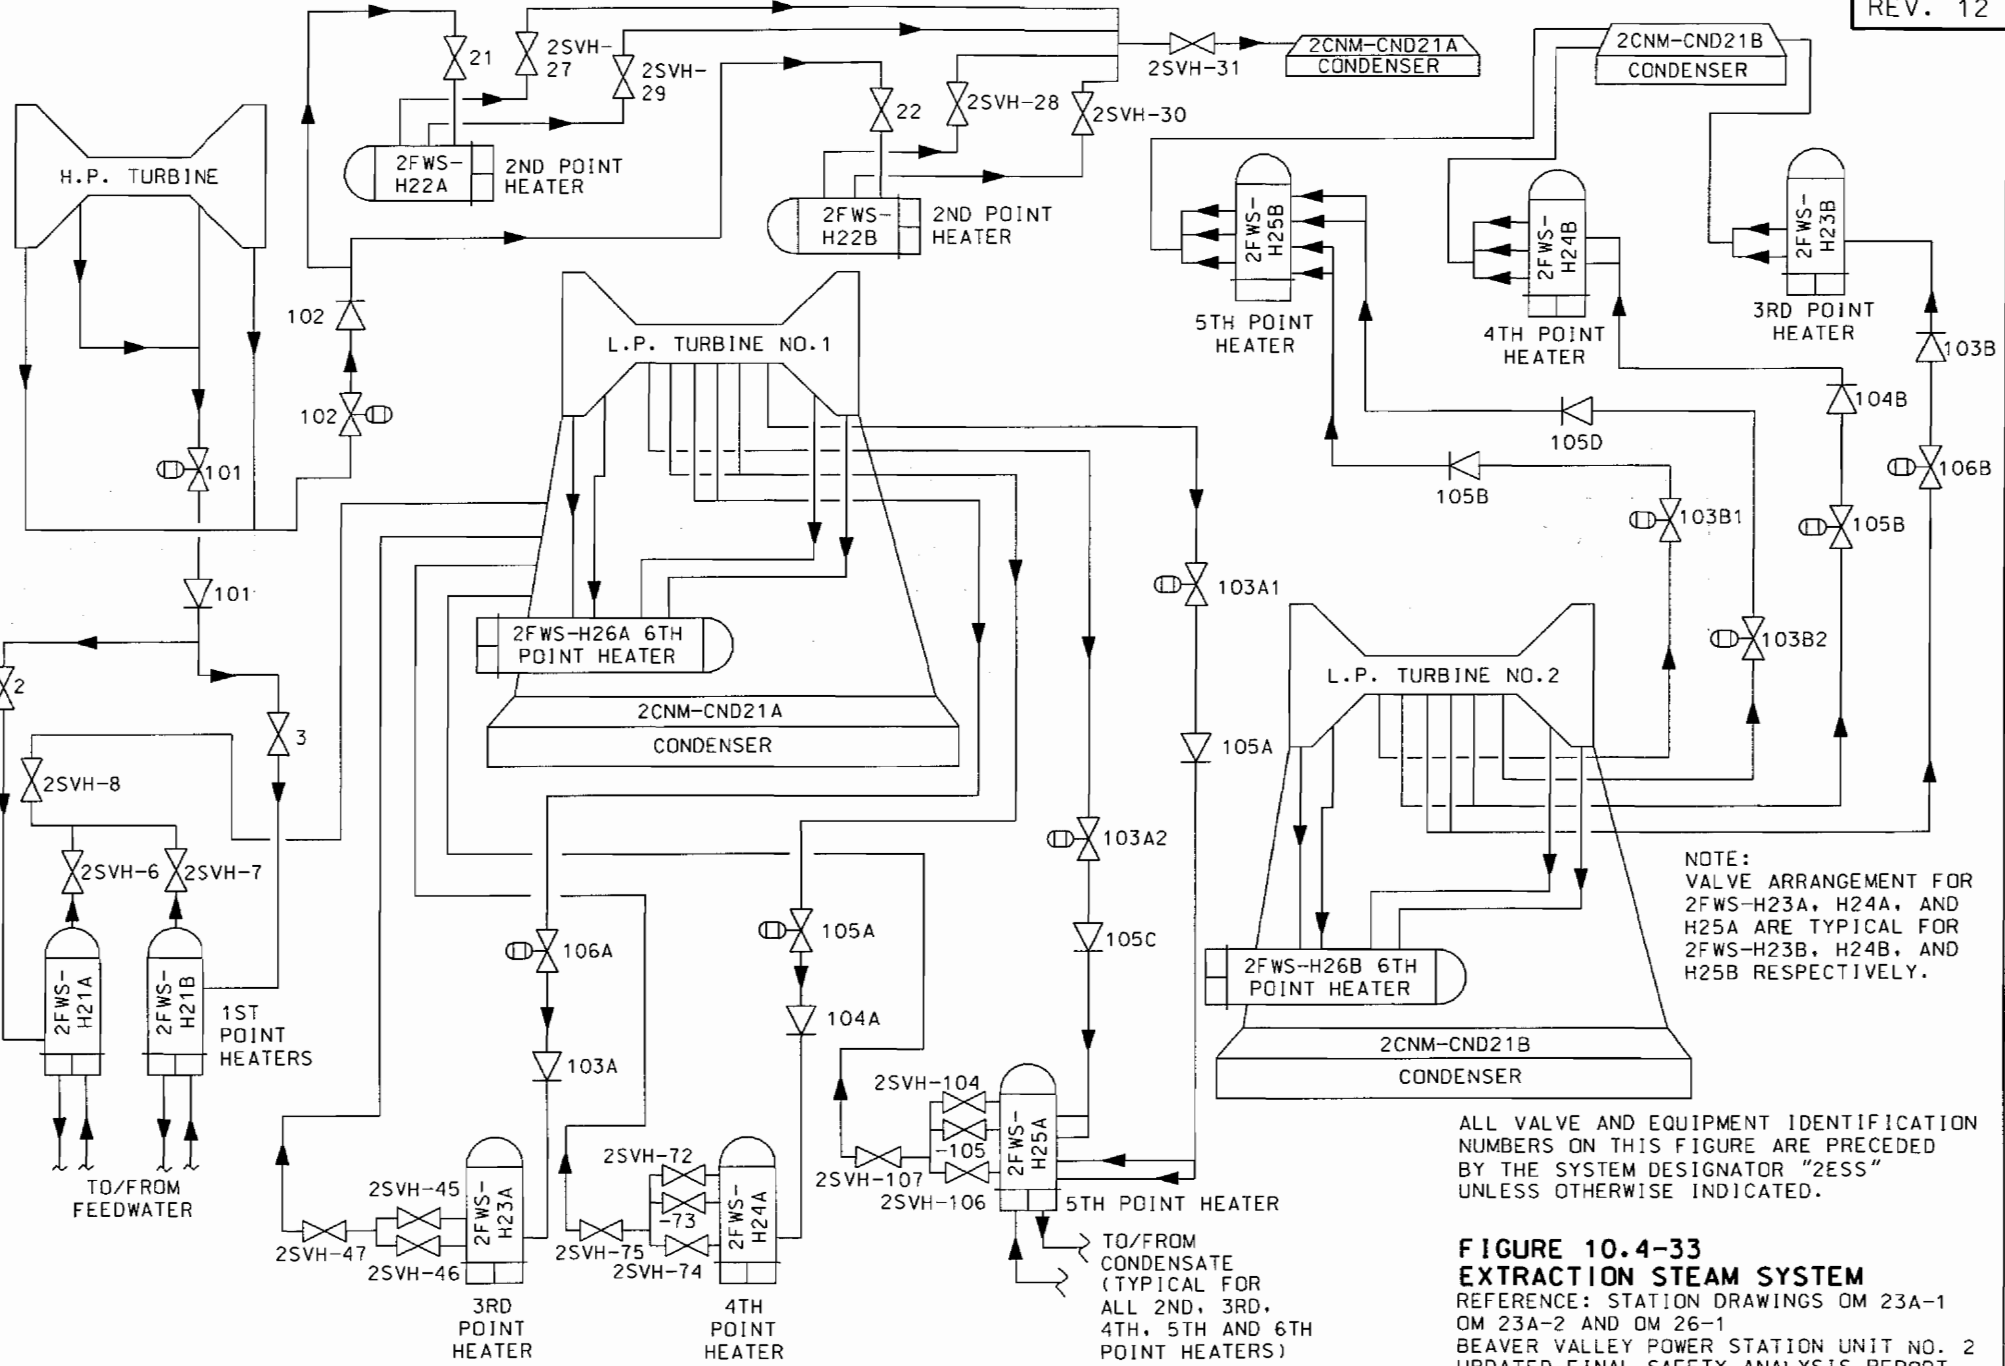 REV. 12
21
2SVH-
27
2SVH-
29
2SVH-31
2CNM-CND21A
CONDENSER
2CNM-CND21B
CONDENSER
22
2SVH-28
2SVH-30
H.P. TURBINE
2FWS-
H22A
2ND POINT
HEATER
2FWS-
H22B
2ND POINT
HEATER
2FWS-
H25B
5TH POINT
HEATER
2FWS-
H24B
4TH POINT
HEATER
2FWS-
H23B
3RD POINT
HEATER
102
102
101
101
L.P. TURBINE NO.1
103B
104B
105D
105B
106B
103B1
105B
103B2
103A1
2FWS-H26A 6TH
POINT HEATER
2CNM-CND21A
CONDENSER
2
3
2SVH-8
2SVH-6
2SVH-7
105A
L.P. TURBINE NO.2
103A2
105C
106A
105A
104A
103A
2FWS-
H21A
2FWS-
H21B
1ST
POINT
HEATERS
TO/FROM
FEEDWATER
NOTE:
VALVE ARRANGEMENT FOR
2FWS-H23A, H24A, AND
H25A ARE TYPICAL FOR
2FWS-H23B, H24B, AND
H25B RESPECTIVELY.
2FWS-H26B 6TH
POINT HEATER
2CNM-CND21B
CONDENSER
2SVH-104
-105
2SVH-107
2SVH-106
2FWS-
H25A
5TH POINT HEATER
2SVH-72
-73
2SVH-75
2SVH-74
2FWS-
H24A
4TH
POINT
HEATER
2SVH-45
2SVH-47
2SVH-46
2FWS-
H23A
3RD
POINT
HEATER
TO/FROM
CONDENSATE
(TYPICAL FOR
ALL 2ND, 3RD,
4TH, 5TH AND 6TH
POINT HEATERS)
ALL VALVE AND EQUIPMENT IDENTIFICATION
NUMBERS ON THIS FIGURE ARE PRECEDED
BY THE SYSTEM DESIGNATOR "2ESS"
UNLESS OTHERWISE INDICATED.
FIGURE 10.4-33
EXTRACTION STEAM SYSTEM
REFERENCE: STATION DRAWINGS OM 23A-1
OM 23A-2 AND OM 26-1
BEAVER VALLEY POWER STATION UNIT NO. 2
UPDATED FINAL SAFETY ANALYSIS REPORT